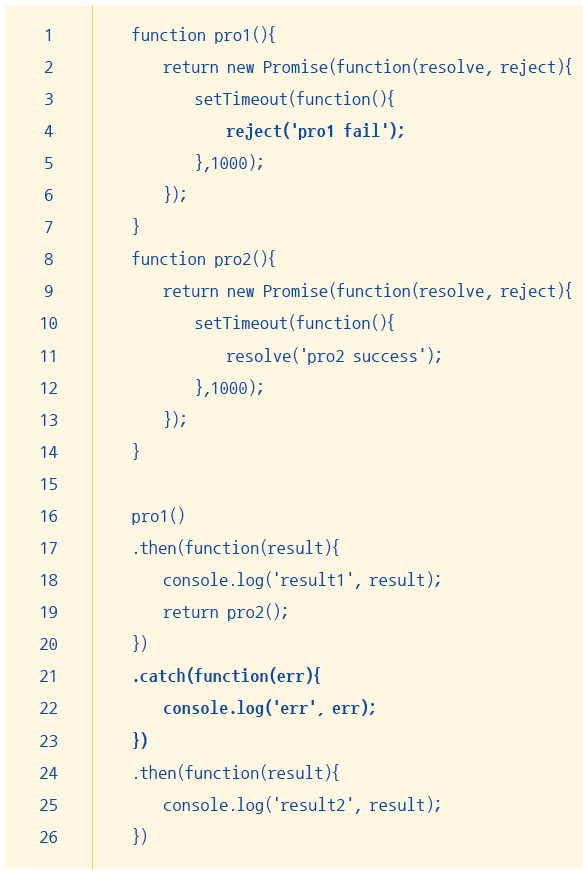 1 function pro1(){
2 return new Promise(function(resolve, reject){
3 setTimeout(function(){
4 reject('pro1 fail');
5 },1000);
6 });
7 }
8 function pro2(){
9 return new Promise(function(resolve, reject){
10 setTimeout(function(){
11 resolve('pro2 success');
12 },1000);
13 });
14 }
15
16 pro1()
17 .then(function(result){
18 console.log('result1', result);
19 return pro2();
20 })
21 .catch(function(err){
22 console.log('err', err);
23 })
24 .then(function(result){
25 console.log('result2', result);
26 })